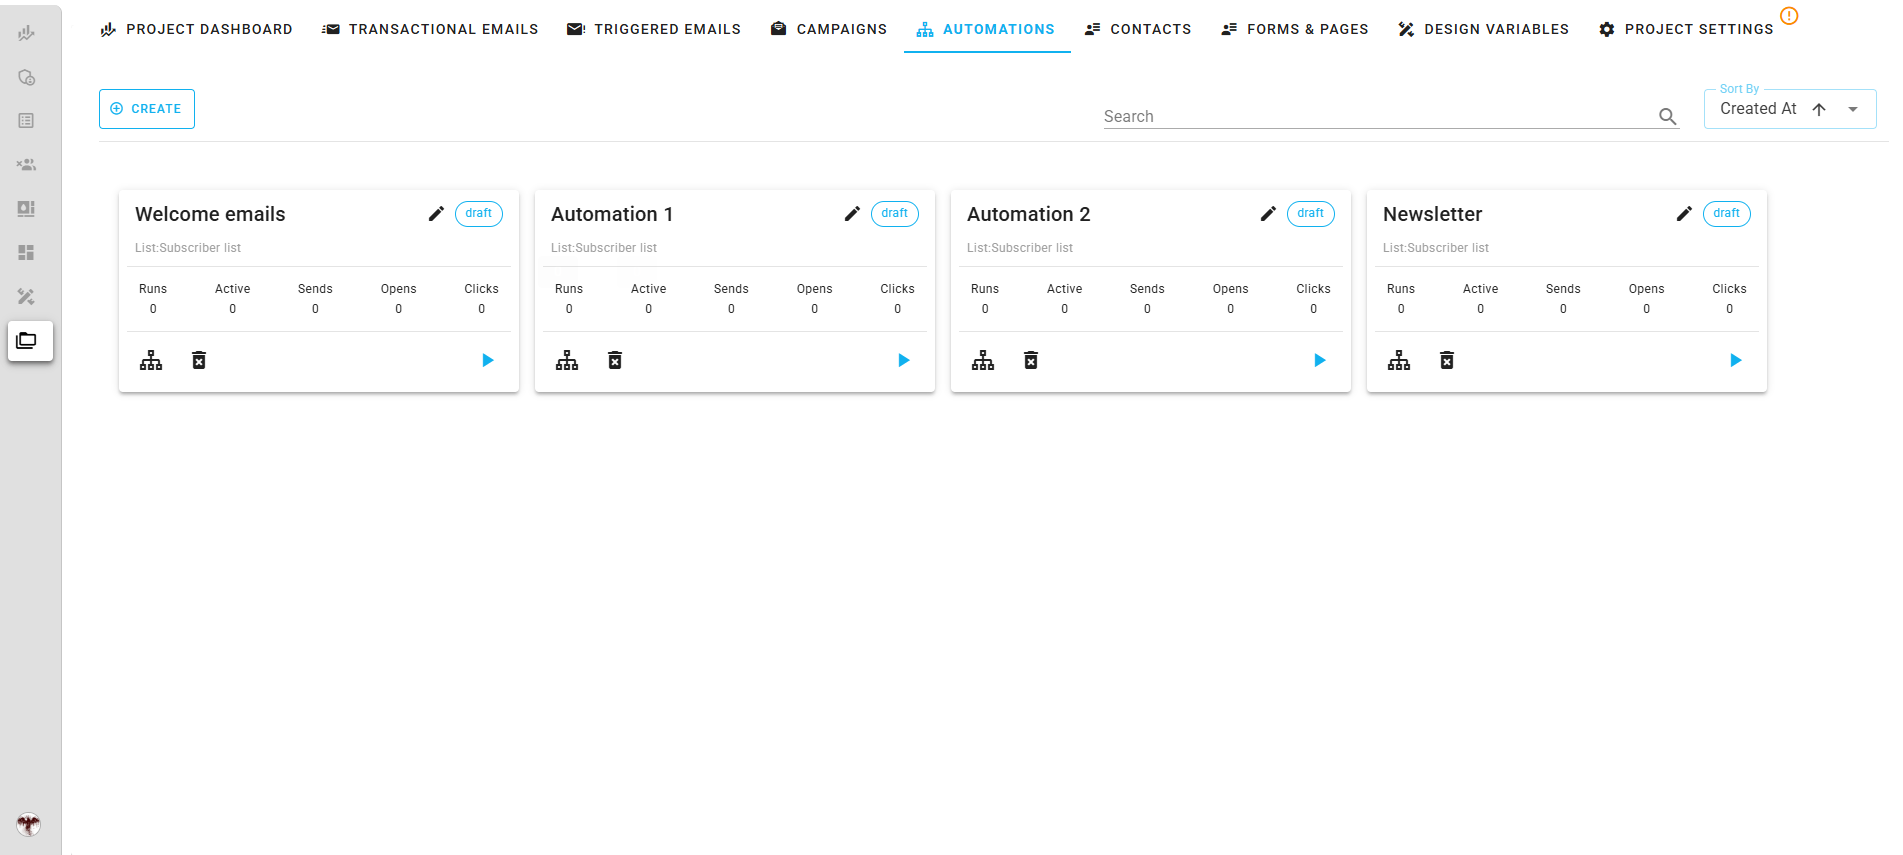 PROJECT DASHBOARD TRANSACTIONAL EMAILS TRIGGERED EMAILS CAMPAIGNS AUTOMATIONS CONTACTS FORMS & PAGES DESIGN VARIABLES PROJECT SETTINGS
CREATE
Search
Sort By
Created At
Welcome emails draft
List:Subscriber list
Runs Active Sends Opens Clicks
0 0 0 0 0
Automation 1 draft
List:Subscriber list
Runs Active Sends Opens Clicks
0 0 0 0 0
Automation 2 draft
List:Subscriber list
Runs Active Sends Opens Clicks
0 0 0 0 0
Newsletter draft
List:Subscriber list
Runs Active Sends Opens Clicks
0 0 0 0 0